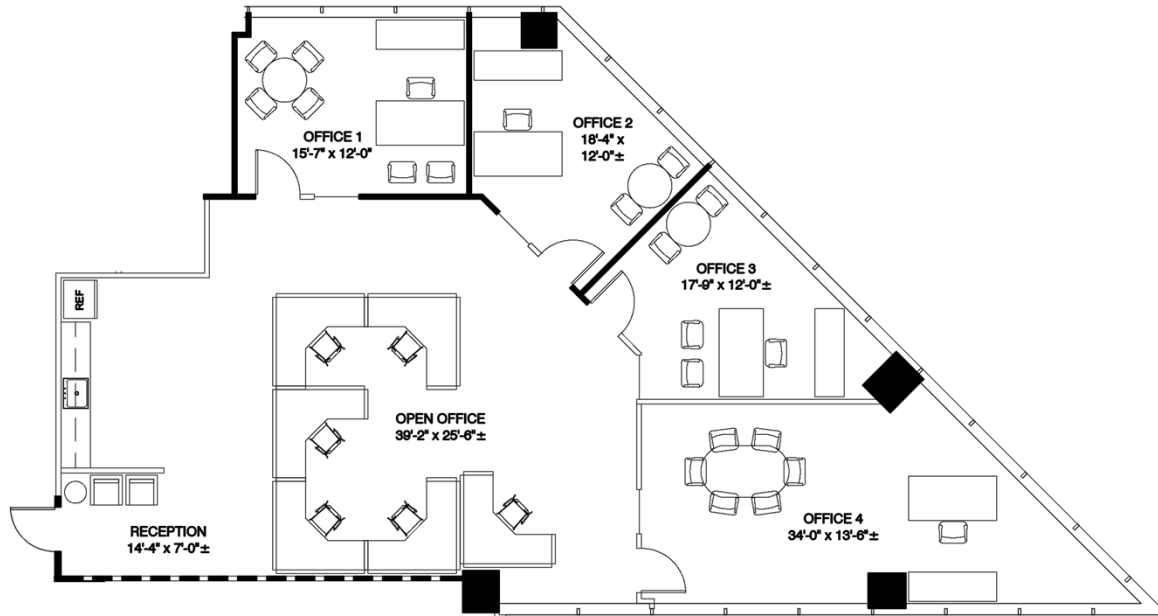 OFFICE 1
15'-7" x 12'-0"
OFFICE 2
18'-4" x
12'-0"±
OFFICE 3
17'-9" x 12'-0"±
REF
OPEN OFFICE
39'-2" x 25'-6"±
RECEPTION
14'-4" x 7'-0"±
OFFICE 4
34'-0" x 13'-6"±